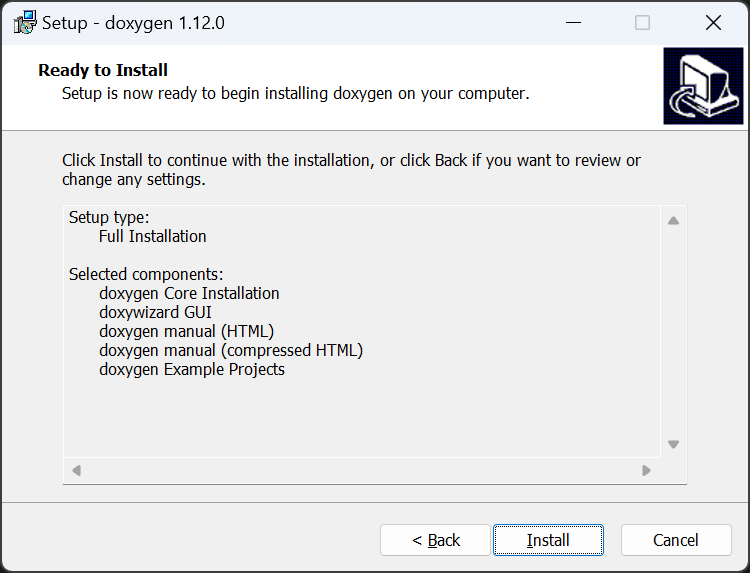 Setup - doxygen 1.12.0
Ready to Install
Setup is now ready to begin installing doxygen on your computer.
Click Install to continue with the installation, or click Back if you want to review or
change any settings.
Setup type:
Full Installation
Selected components:
doxygen Core Installation
doxywizard GUI
doxygen manual (HTML)
doxygen manual (compressed HTML)
doxygen Example Projects
< Back
Install
Cancel